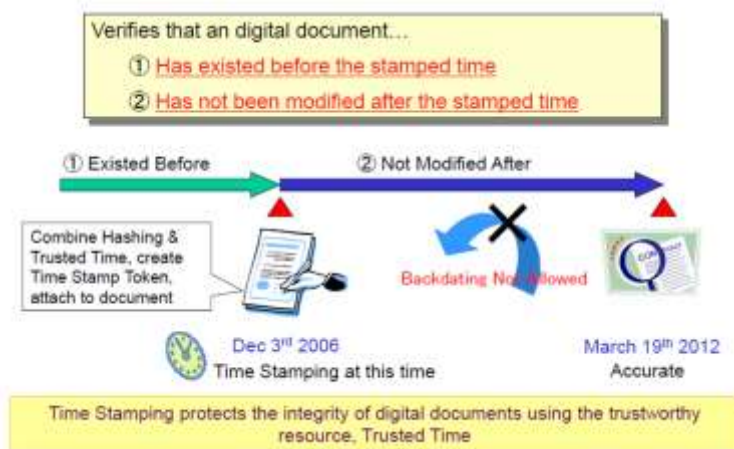 Verifies that an digital document…
① Has existed before the stamped time
② Has not been modified after the stamped time
① Existed Before
② Not Modified After
Combine Hashing &
Trusted Time, create
Time Stamp Token,
attach to document
Backdating Not Allowed
CONTRACT
Dec 3rd 2006
Time Stamping at this time
March 19th 2012
Accurate
Time Stamping protects the integrity of digital documents using the trustworthy
resource, Trusted Time